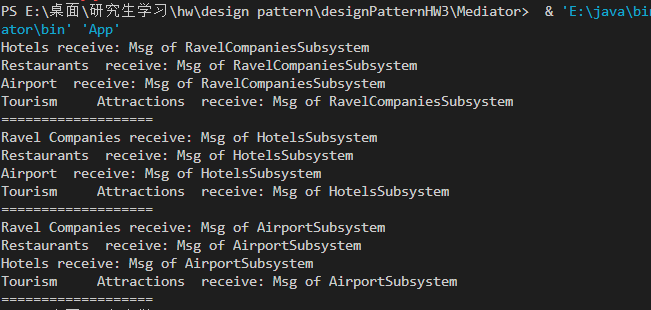 PS E:\桌面\研究生学习\hw\design pattern\designPatternHW3\Mediator>  & 'E:\java\bin
ator\bin' 'App'
Hotels receive: Msg of RavelCompaniesSubsystem
Restaurants  receive: Msg of RavelCompaniesSubsystem
Airport  receive: Msg of RavelCompaniesSubsystem
Tourism     Attractions  receive: Msg of RavelCompaniesSubsystem
===================
Ravel Companies receive: Msg of HotelsSubsystem
Restaurants  receive: Msg of HotelsSubsystem
Airport  receive: Msg of HotelsSubsystem
Tourism     Attractions  receive: Msg of HotelsSubsystem
===================
Ravel Companies receive: Msg of AirportSubsystem
Restaurants  receive: Msg of AirportSubsystem
Hotels receive: Msg of AirportSubsystem
Tourism     Attractions  receive: Msg of AirportSubsystem
===================